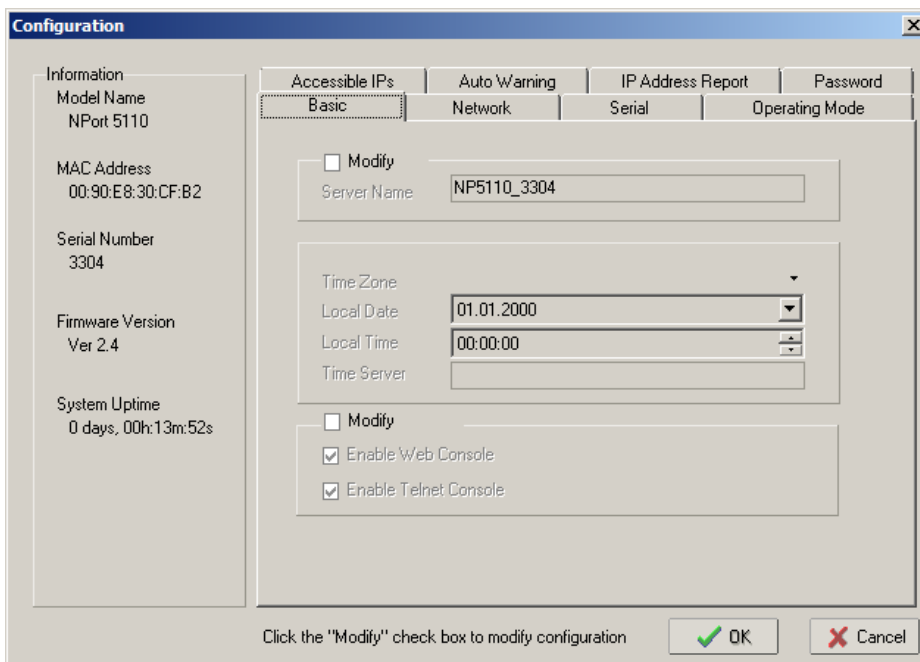 Configuration
Information
Model Name
NPort 5110
MAC Address
00:90:E8:30:CF:B2
Serial Number
3304
Firmware Version
Ver 2.4
System Uptime
0 days, 00h:13m:52s
Accessible IPs Auto Warning IP Address Report Password
Basic Network Serial Operating Mode
Modify
Server Name NP5110_3304
Time Zone
Local Date 01.01.2000
Local Time 00:00:00
Time Server
Modify
Enable Web Console
Enable Telnet Console
Click the "Modify" check box to modify configuration OK Cancel